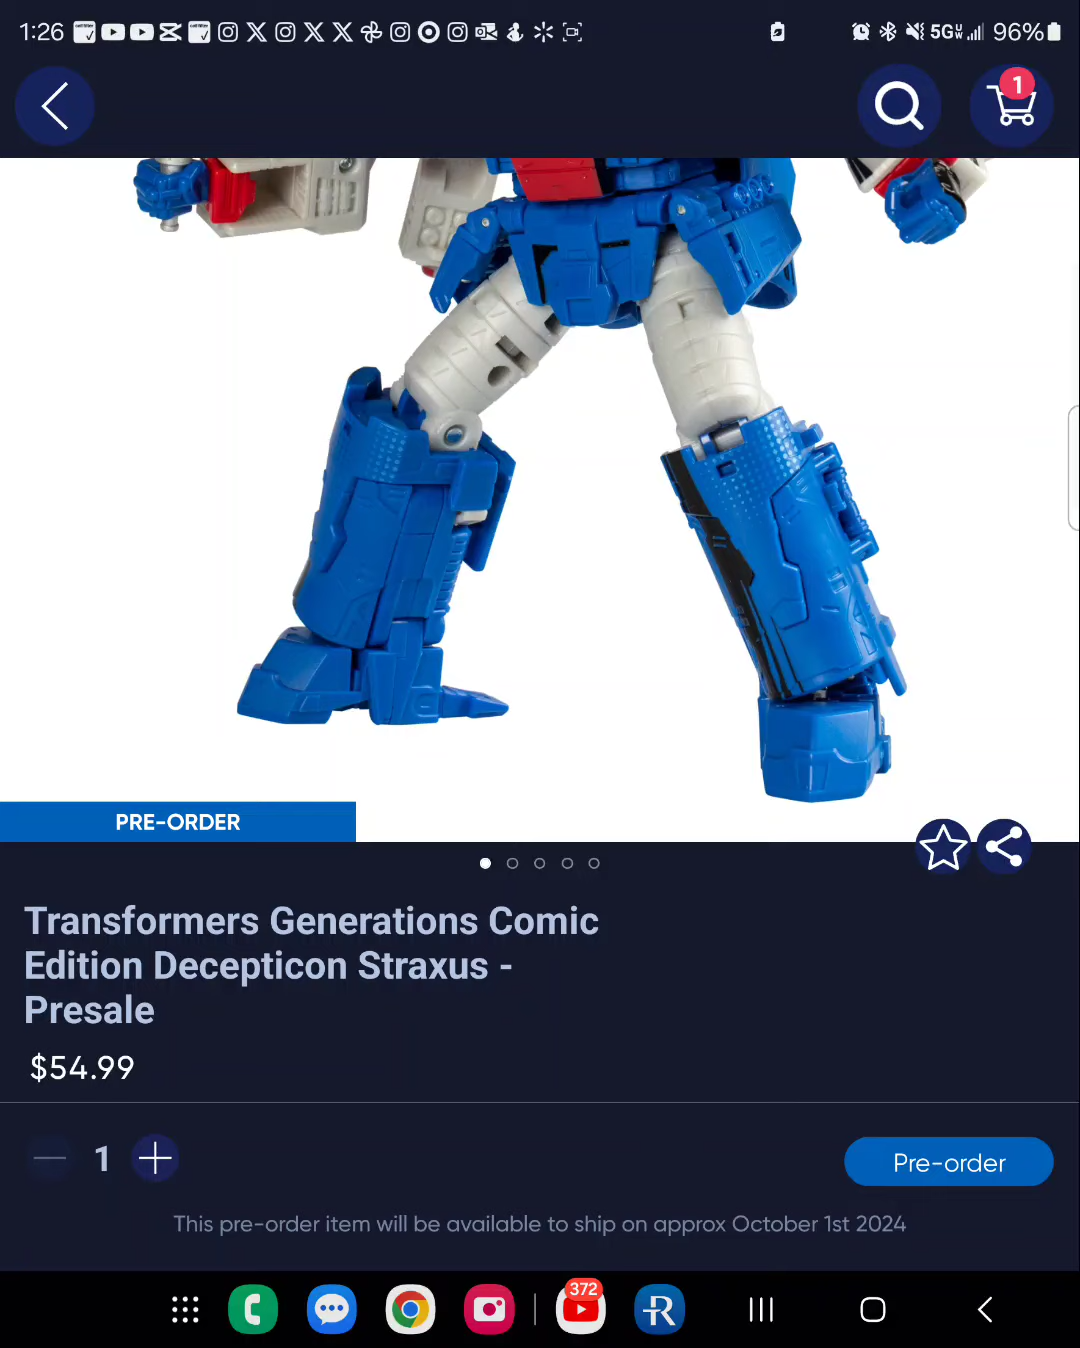 1:26
5G
96%
1
PRE-ORDER
Transformers Generations Comic
Edition Decepticon Straxus -
Presale
$54.99
1
Pre-order
This pre-order item will be available to ship on approx October 1st 2024
372
R